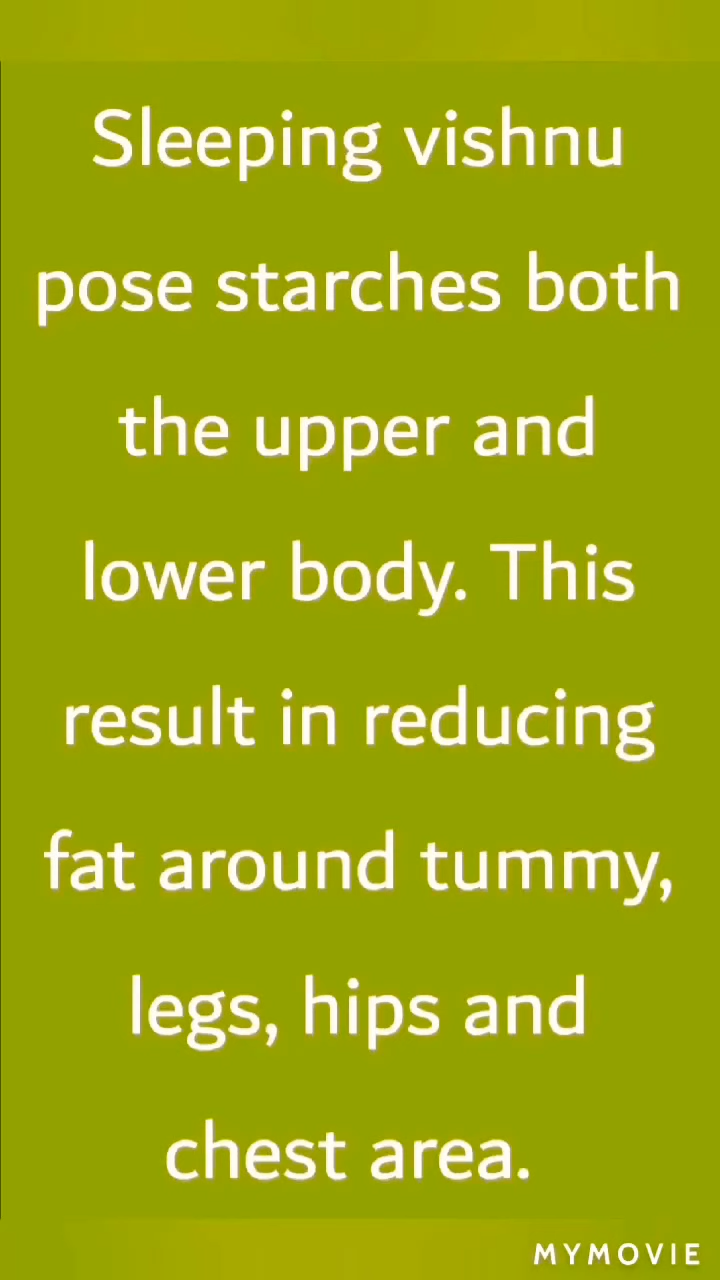 Sleeping vishnu
pose starches both
the upper and
lower body. This
result in reducing
fat around tummy,
legs, hips and
chest area.
MYMOVIE